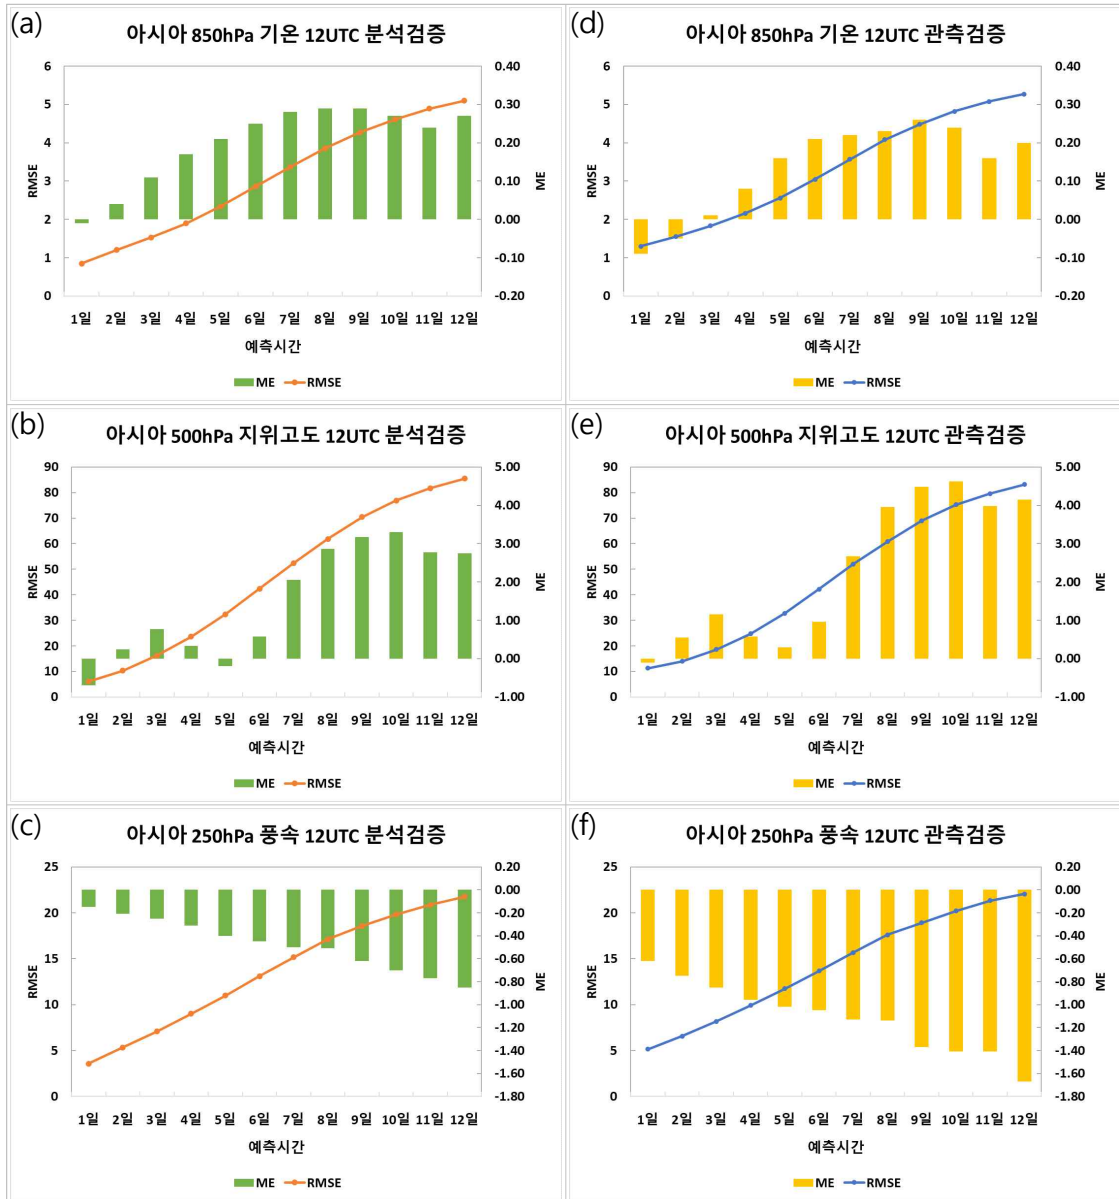 (a)
아시아 850hPa 기온 12UTC 분석검증
6 0.40
5 0.30
4 0.20
3 0.10
2 0.00
1 -0.10
0 -0.20
RMSE
ME
1일 2일 3일 4일 5일 6일 7일 8일 9일 10일 11일 12일
예측시간
ME RMSE
(d)
아시아 850hPa 기온 12UTC 관측검증
6 0.40
5 0.30
4 0.20
3 0.10
2 0.00
1 -0.10
0 -0.20
RMSE
ME
1일 2일 3일 4일 5일 6일 7일 8일 9일 10일 11일 12일
예측시간
ME RMSE
(b)
아시아 500hPa 지위고도 12UTC 분석검증
90 5.00
80 4.00
70
60 3.00
50 2.00
40
30 1.00
20 0.00
10
0 -1.00
RMSE
ME
1일 2일 3일 4일 5일 6일 7일 8일 9일 10일 11일 12일
예측시간
ME RMSE
(e)
아시아 500hPa 지위고도 12UTC 관측검증
90 5.00
80 4.00
70
60 3.00
50 2.00
40
30 1.00
20 0.00
10
0 -1.00
RMSE
ME
1일 2일 3일 4일 5일 6일 7일 8일 9일 10일 11일 12일
예측시간
ME RMSE
(c)
아시아 250hPa 풍속 12UTC 분석검증
25 0.20
0.00
20 -0.20
-0.40
15 -0.60
-0.80
10 -1.00
-1.20
5 -1.40
-1.60
0 -1.80
RMSE
ME
1일 2일 3일 4일 5일 6일 7일 8일 9일 10일 11일 12일
예측시간
ME RMSE
(f)
아시아 250hPa 풍속 12UTC 관측검증
25 0.20
0.00
20 -0.20
-0.40
15 -0.60
-0.80
10 -1.00
-1.20
5 -1.40
-1.60
0 -1.80
RMSE
ME
1일 2일 3일 4일 5일 6일 7일 8일 9일 10일 11일 12일
예측시간
ME RMSE